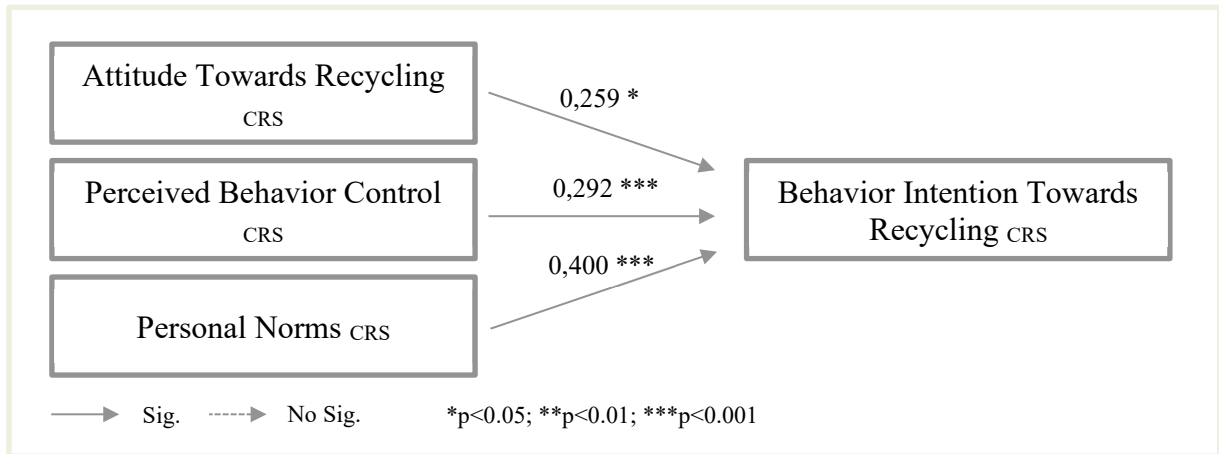 Attitude Towards Recycling
CRS
0,259 *
Perceived Behavior Control
CRS
0,292 ***
Behavior Intention Towards
Recycling CRS
0,400 ***
Personal Norms CRS
Sig. No Sig. *p<0.05; **p<0.01; ***p<0.001